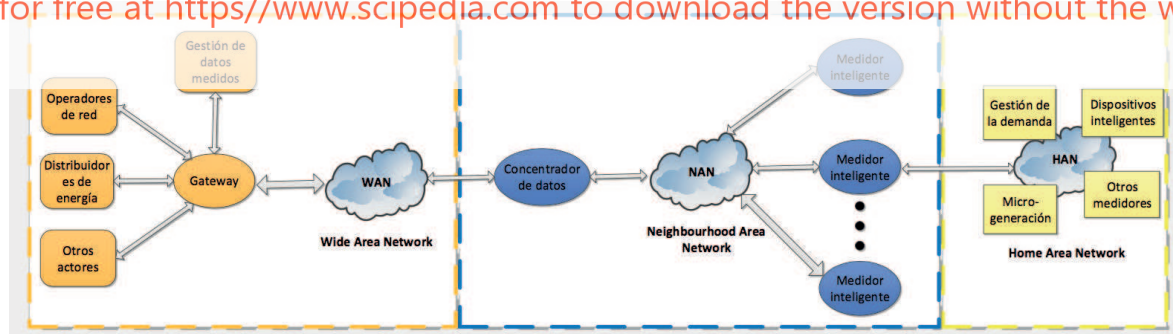 for free at https//www.scipedia.com to download the version without the w
Gestión de
datos
medidos
Operadores
de red
Distribuidor
es de
energía
Otros
actores
Gateway
WAN
Wide Area Network
Concentrador
de datos
NAN
Neighbourhood Area
Network
Medidor
inteligente
Medidor
inteligente
Medidor
inteligente
Gestión de
la demanda
Dispositivos
inteligentes
HAN
Micro-
generación
Otros
medidores
Home Area Network